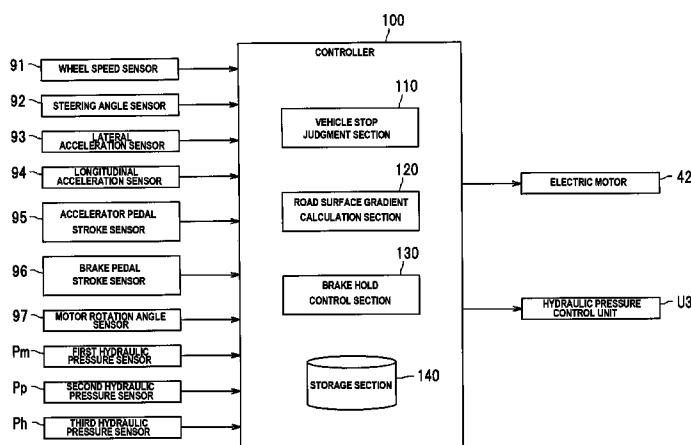 100
CONTROLLER
91
WHEEL SPEED SENSOR
92
STEERING ANGLE SENSOR
93
LATERAL
ACCELERATION SENSOR
94
LONGITUDINAL
ACCELERATION SENSOR
95
ACCELERATOR PEDAL
STROKE SENSOR
96
BRAKE PEDAL
STROKE SENSOR
97
MOTOR ROTATION ANGLE
SENSOR
Pm
FIRST HYDRAULIC
PRESSURE SENSOR
Pp
SECOND HYDRAULIC
PRESSURE SENSOR
Ph
THIRD HYDRAULIC
PRESSURE SENSOR
110
VEHICLE STOP
JUDGMENT SECTION
120
ROAD SURFACE GRADIENT
CALCULATION SECTION
130
BRAKE HOLD
CONTROL SECTION
STORAGE SECTION
140
ELECTRIC MOTOR
42
HYDRAULIC PRESSURE
CONTROL UNIT
U3